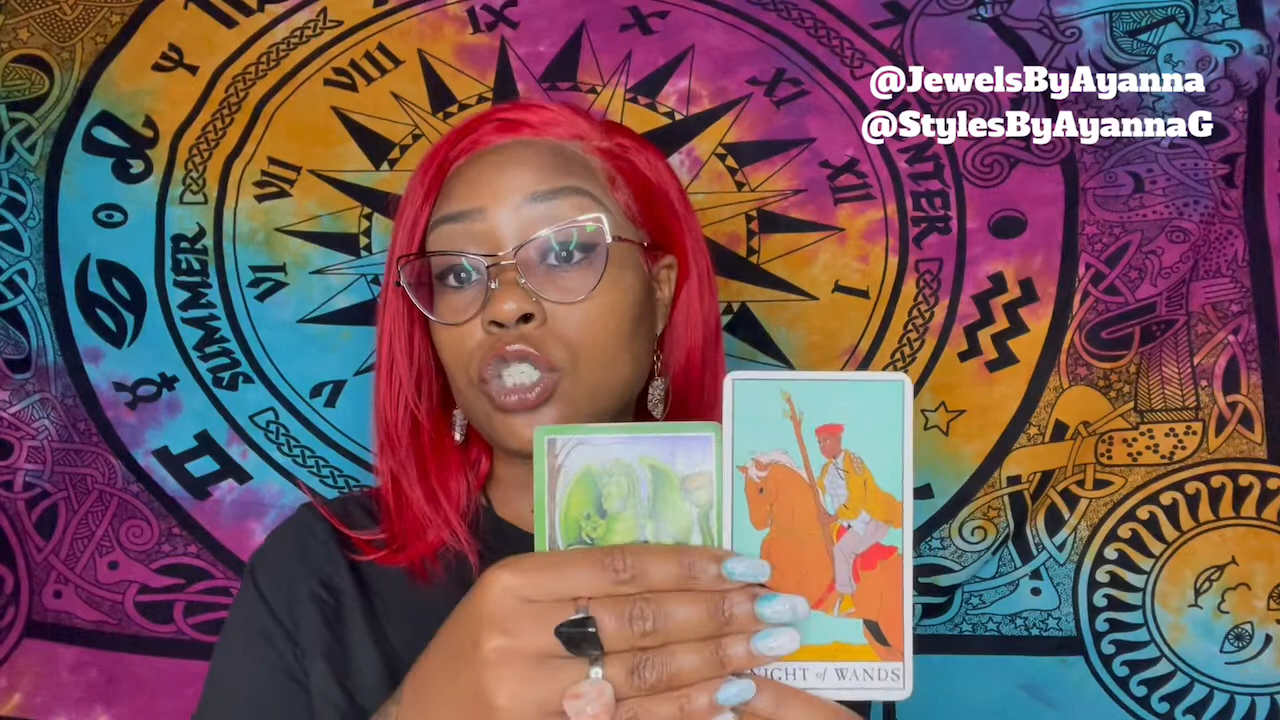 @JewelsByAyanna
@StylesByAyannaG
IX
X
VIII
XI
VII
XII
VI
I
V
SUMMER
NTER
NIGHT of WANDS